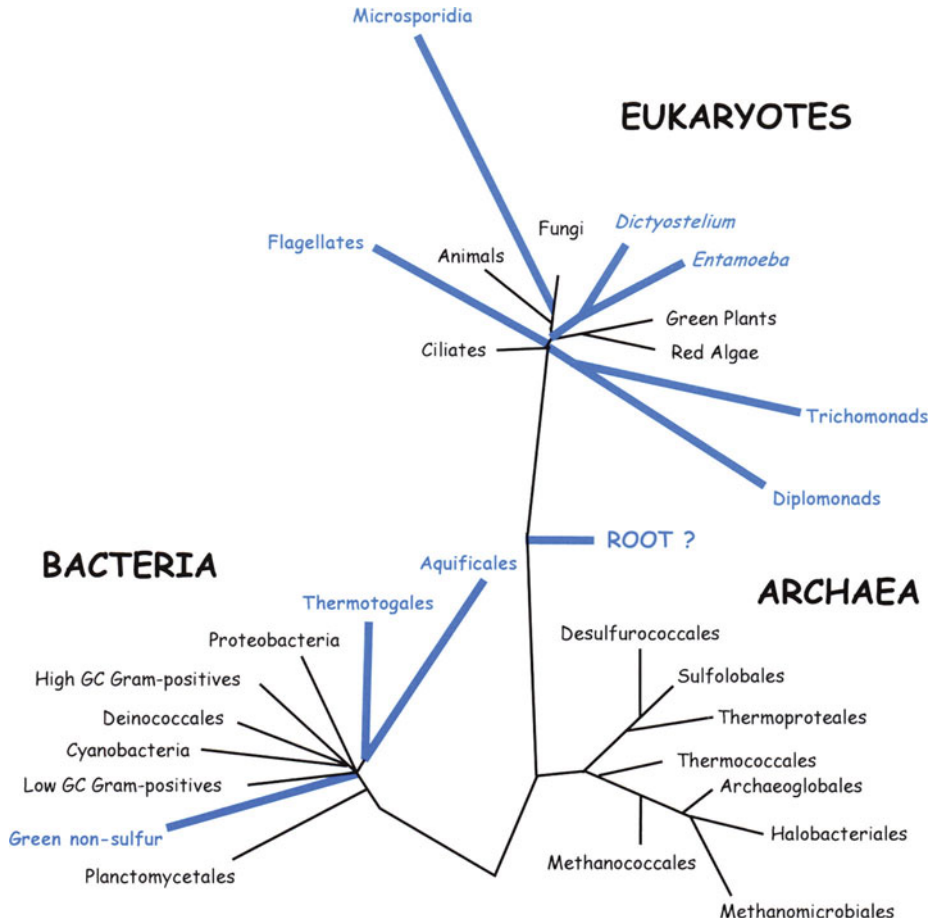 Microsporidia
EUKARYOTES
Fungi
Dictyostelium
Flagellates
Animals
Entamoeba
Green Plants
Ciliates
Red Algae
Trichomonads
Diplomonads
ROOT ?
BACTERIA
Aquificales
ARCHAEA
Thermotogales
Desulfurococcales
Proteobacteria
High GC Gram-positives
Sulfolobales
Deinococcales
Thermoproteales
Cyanobacteria
Thermococcales
Low GC Gram-positives
Archaeoglobales
Green non-sulfur
Halobacteriales
Methanococcales
Planctomycetales
Methanomicrobiales